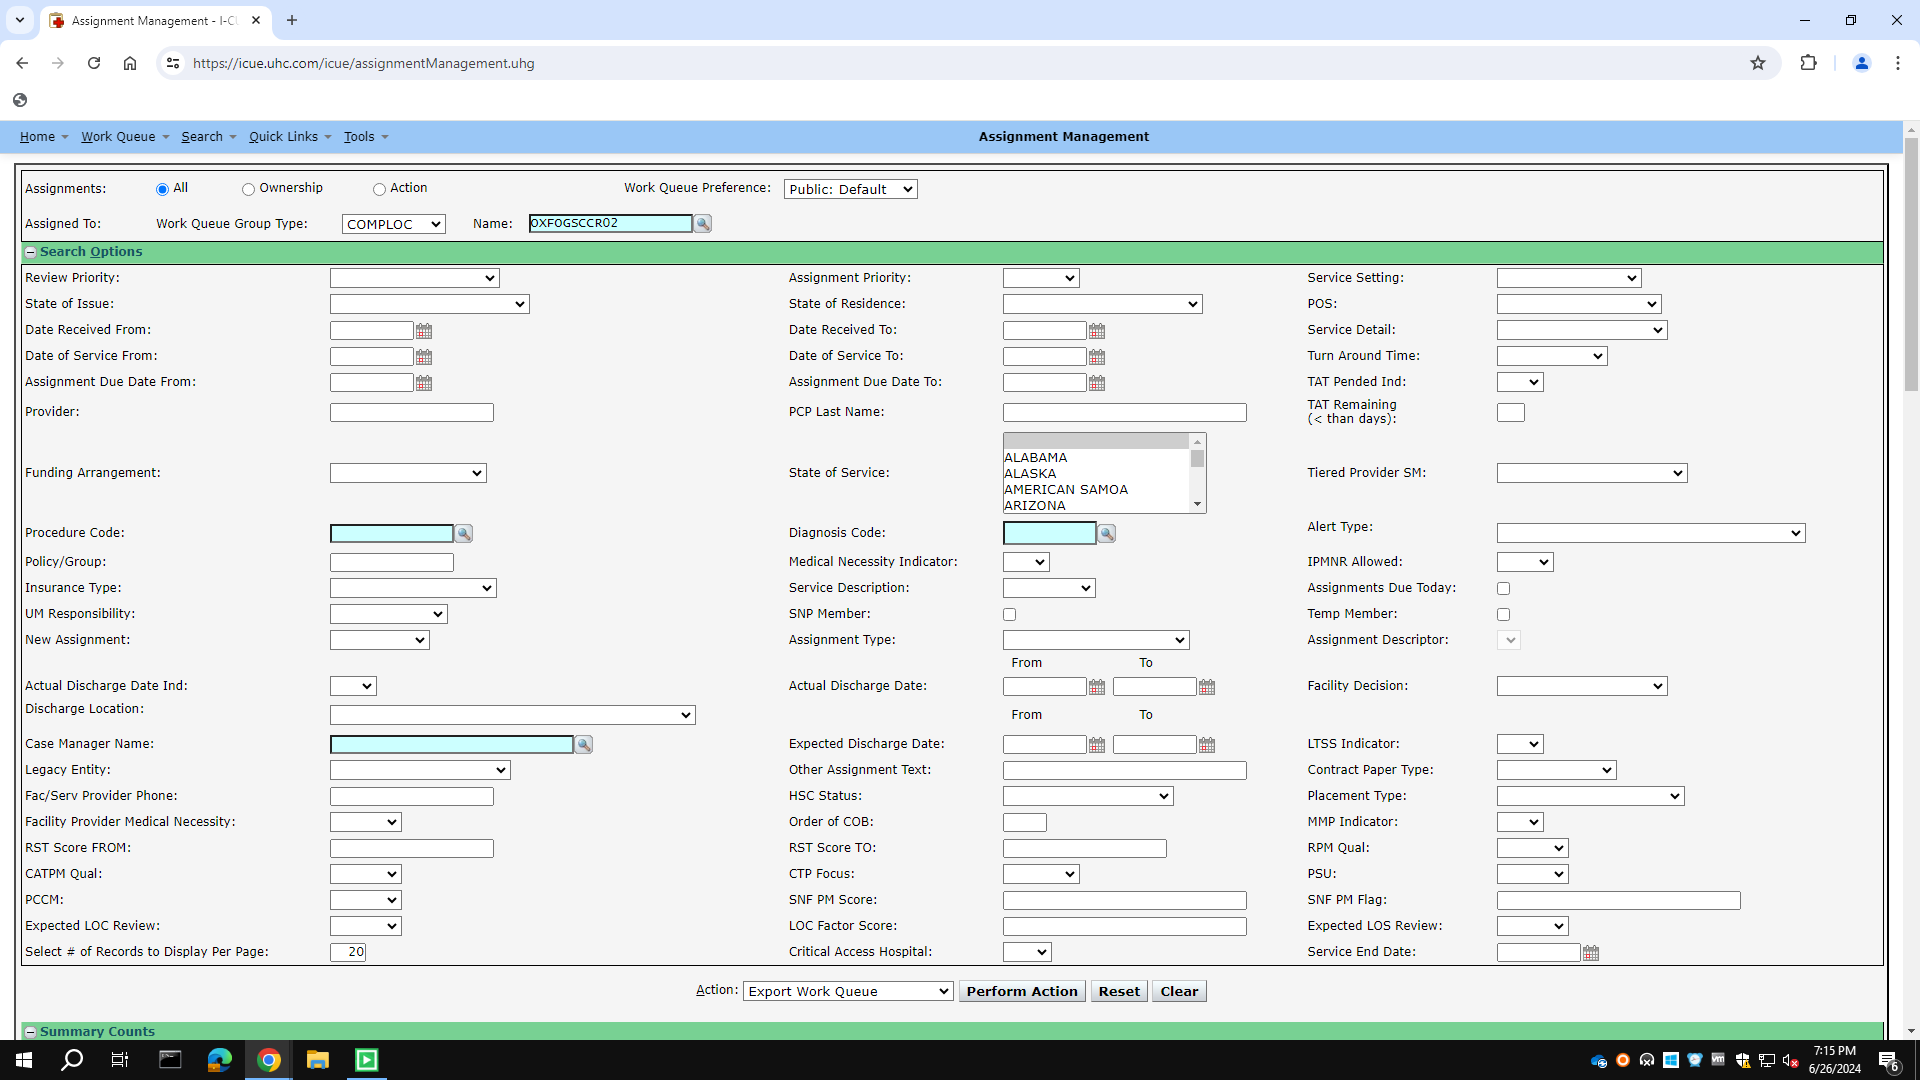 Assignment Management - I-CU
https://icue.uhc.com/icue/assignmentManagement.uhg
Home Work Queue Search Quick Links Tools Assignment Management
Assignments: All Ownership Action Work Queue Preference: Public: Default
Assigned To: Work Queue Group Type: COMPLOC Name: OXFOGSCCR02
Search Options
Review Priority: Assignment Priority: Service Setting:
State of Issue: State of Residence: POS:
Date Received From: Date Received To: Service Detail:
Date of Service From: Date of Service To: Turn Around Time:
Assignment Due Date From: Assignment Due Date To: TAT Pended Ind:
Provider: PCP Last Name: TAT Remaining
(< than days):
Funding Arrangement: State of Service: Tiered Provider SM:
ALABAMA
ALASKA
AMERICAN SAMOA
ARIZONA
Procedure Code: Diagnosis Code: Alert Type:
Policy/Group: Medical Necessity Indicator: IPMNR Allowed:
Insurance Type: Service Description: Assignments Due Today:
UM Responsibility: SNP Member: Temp Member:
New Assignment: Assignment Type: Assignment Descriptor:
From To
Actual Discharge Date Ind: Actual Discharge Date: Facility Decision:
Discharge Location:
From To
Case Manager Name: Expected Discharge Date: LTSS Indicator:
Legacy Entity: Other Assignment Text: Contract Paper Type:
Fac/Serv Provider Phone: HSC Status: Placement Type:
Facility Provider Medical Necessity: Order of COB: MMP Indicator:
RST Score FROM: RST Score TO: RPM Qual:
CATPM Qual: CTP Focus: PSU:
PCCM: SNF PM Score: SNF PM Flag:
Expected LOC Review: LOC Factor Score: Expected LOS Review:
Select # of Records to Display Per Page: 20 Critical Access Hospital: Service End Date:
Action: Export Work Queue Perform Action Reset Clear
Summary Counts
7:15 PM
6/26/2024
6